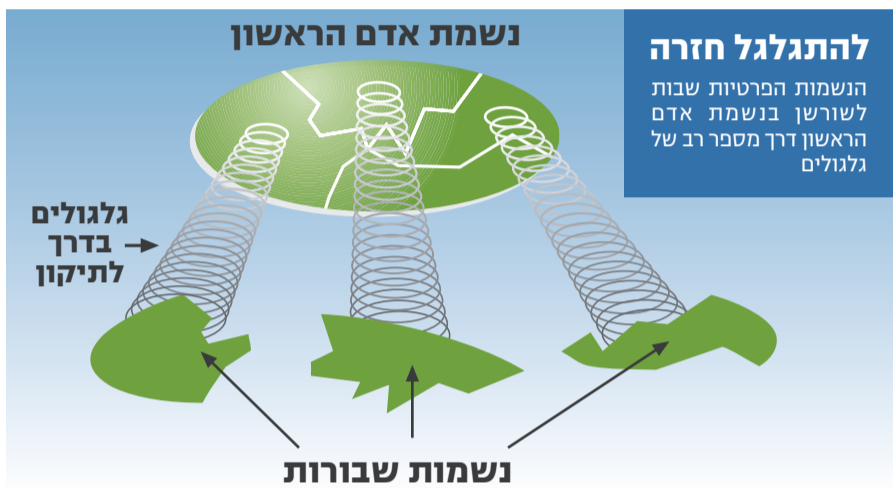 נשמת אדם הראשון
להתגלגל חזרה
הנשמות הפרטיות שבות
לשורשן בנשמת אדם
הראשון דרך מספר רב של
גלגולים
גלגולים
בדרך
לתיקון
נשמות שבורות